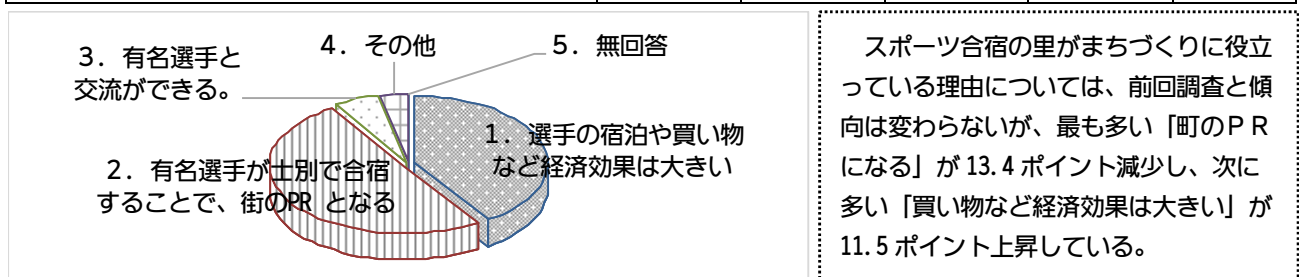 3．有名選手と
交流ができる。
4．その他
5．無回答
1．選手の宿泊や買い物
など経済効果は大きい
2．有名選手が士別で合宿
することで、街のPR となる
スポーツ合宿の里がまちづくりに役立
っている理由については、前回調査と傾
向は変わらないが、最も多い「町のＰＲ
になる」が 13.4 ポイント減少し、次に
多い「買い物など経済効果は大きい」が
11.5 ポイント上昇している。